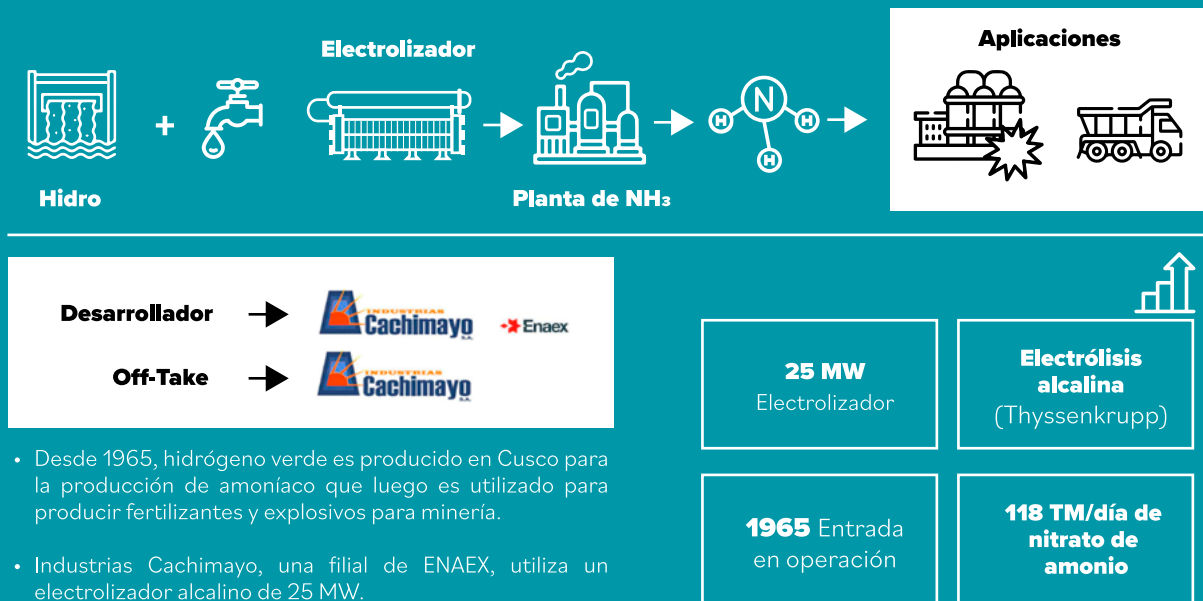 Electrolizador
Aplicaciones
N
H
H
H
+
Hidro
Planta de NH₃
Desarrollador
INDUSTRIAS
Cachimayo S.A.
Enaex
Off-Take
INDUSTRIAS
Cachimayo S.A.
• Desde 1965, hidrógeno verde es producido en Cusco para
la producción de amoníaco que luego es utilizado para
producir fertilizantes y explosivos para minería.
• Industrias Cachimayo, una filial de ENAEX, utiliza un
electrolizador alcalino de 25 MW.
25 MW
Electrolizador
Electrólisis
alcalina
(Thyssenkrupp)
1965 Entrada
en operación
118 TM/día de
nitrato de
amonio